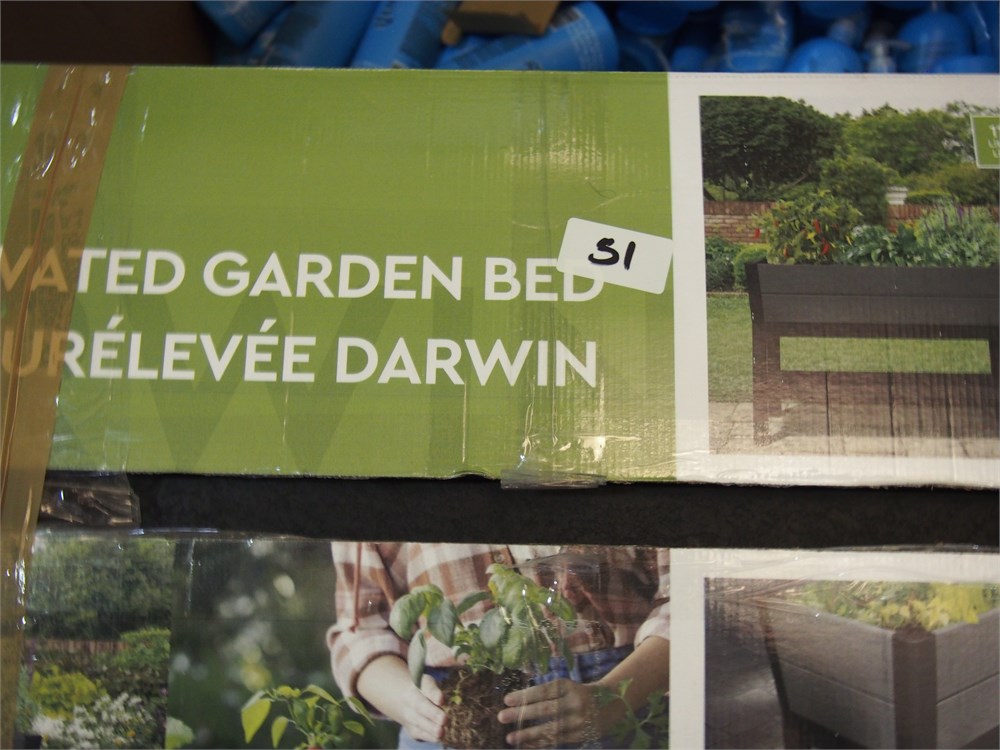 VATED GARDEN BED
URÉLEVÉE DARWIN
51